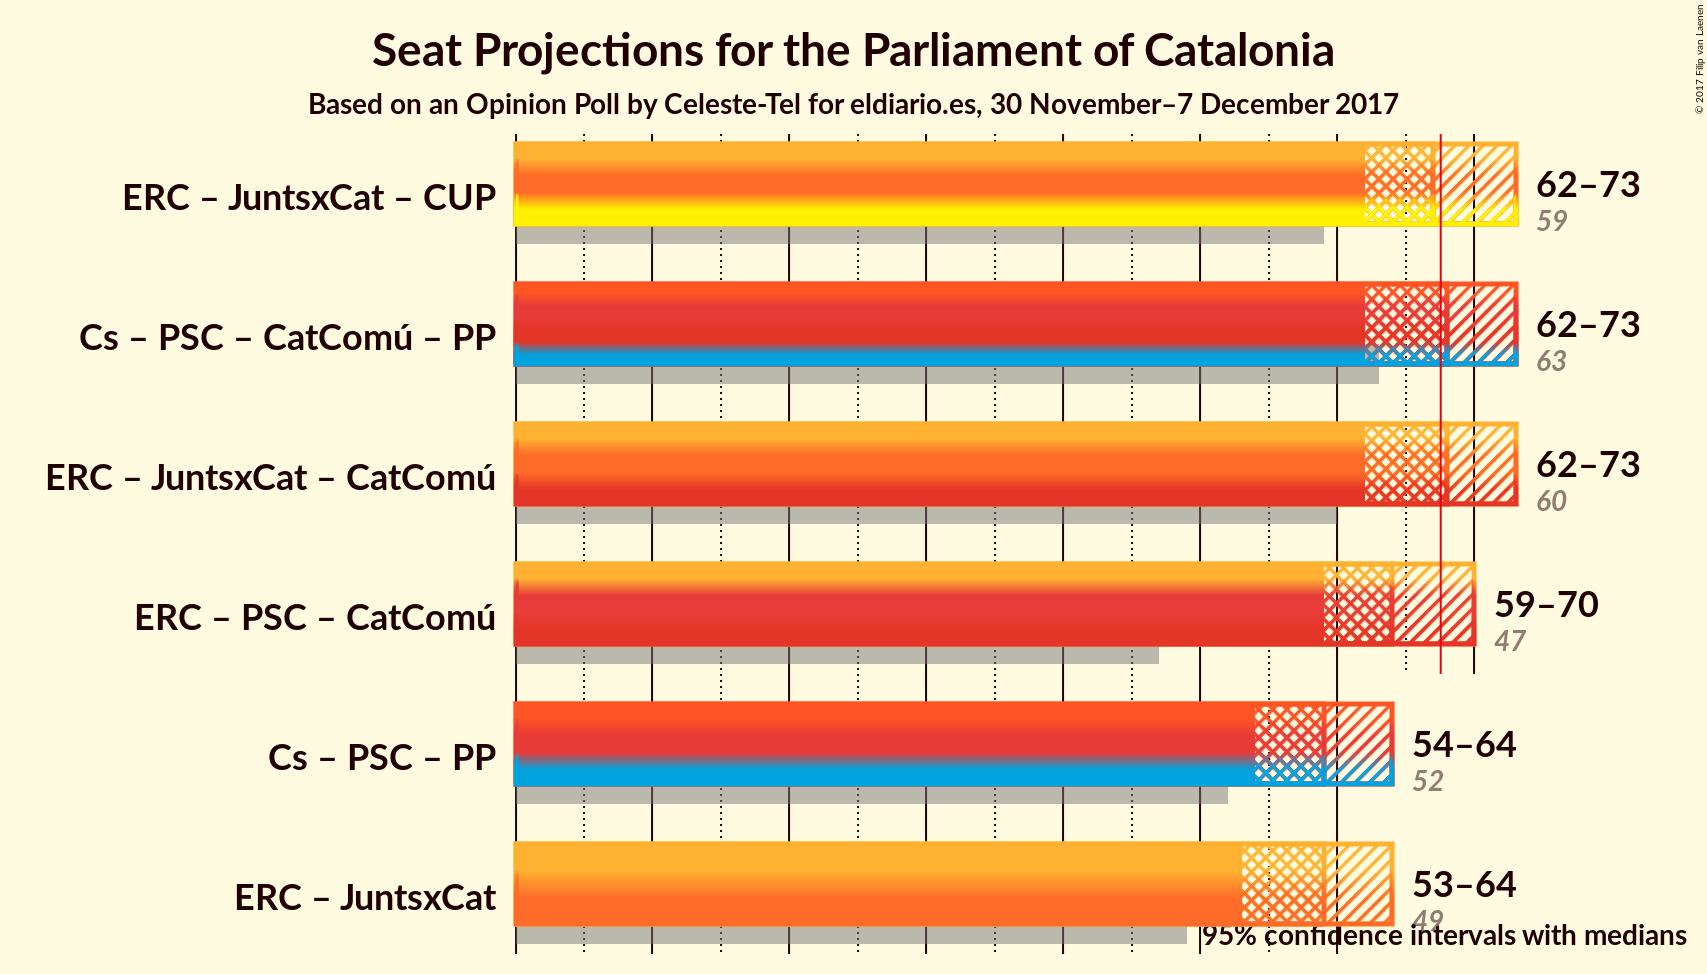 Seat Projections for the Parliament of Catalonia
Based on an Opinion Poll by Celeste-Tel for eldiario.es, 30 November–7 December 2017
© 2017 Filip van Laenen
ERC – JuntsxCat – CUP
62–73
59
Cs – PSC – CatComú – PP
62–73
63
ERC – JuntsxCat – CatComú
62–73
60
ERC – PSC – CatComú
59–70
47
Cs – PSC – PP
54–64
52
ERC – JuntsxCat
53–64
49
95% confidence intervals with medians